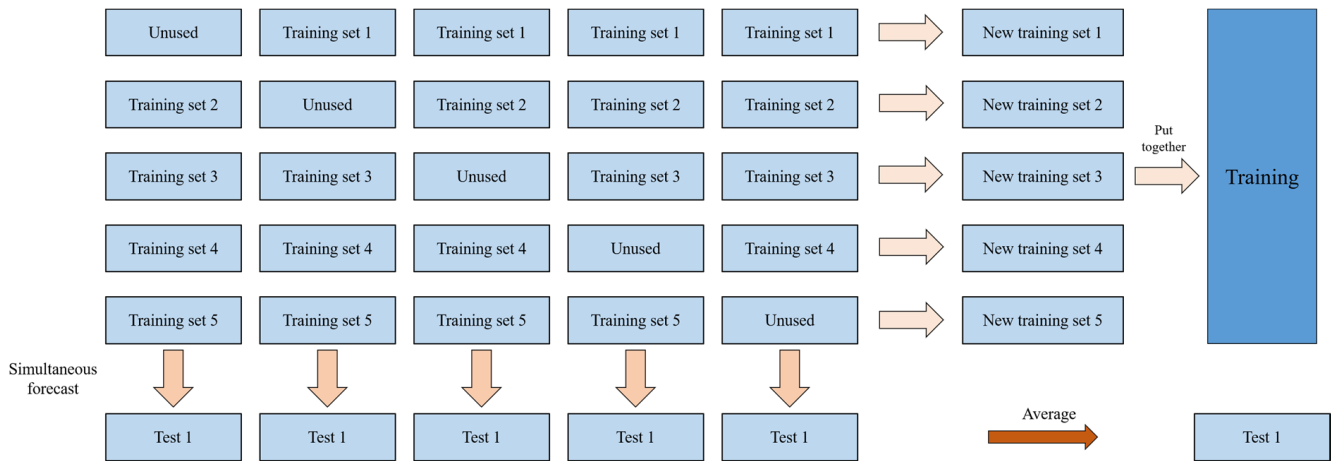 Unused
Training set 1
Training set 1
Training set 1
Training set 1
New training set 1
Training set 2
Unused
Training set 2
Training set 2
Training set 2
New training set 2
Put
together
Training set 3
Training set 3
Unused
Training set 3
Training set 3
New training set 3
Training
Training set 4
Training set 4
Training set 4
Unused
Training set 4
New training set 4
Training set 5
Training set 5
Training set 5
Training set 5
Unused
New training set 5
Simultaneous
forecast
Test 1
Test 1
Test 1
Test 1
Test 1
Average
Test 1